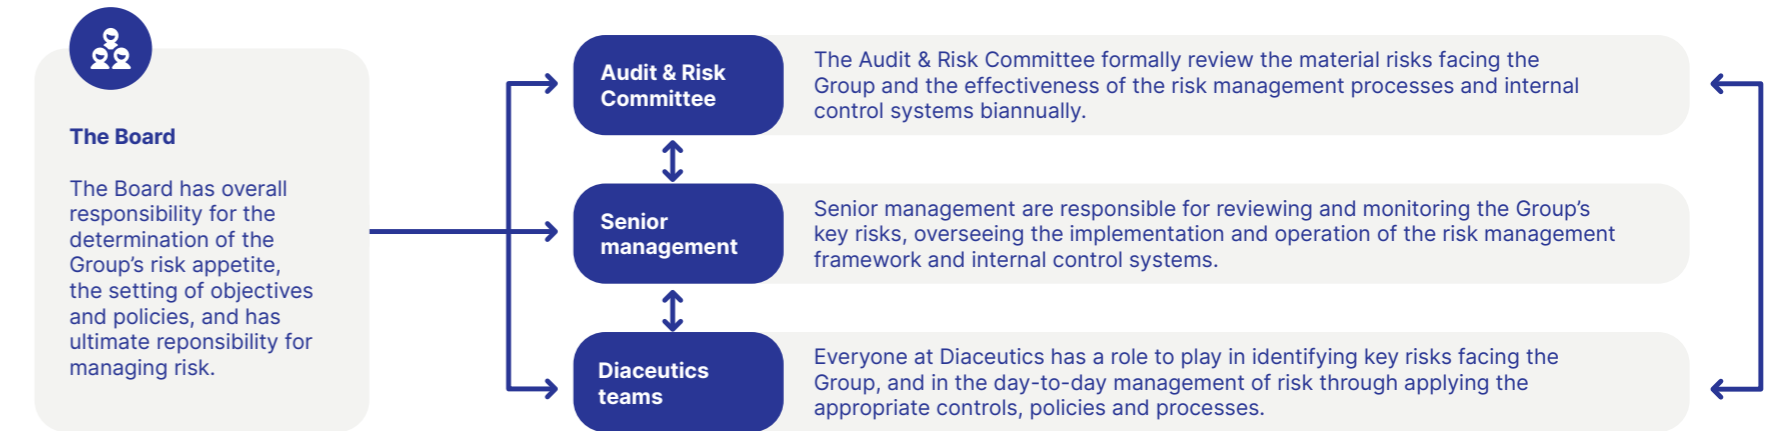 The Board
The Board has overall
responsibility for the
determination of the
Group’s risk appetite,
the setting of objectives
and policies, and has
ultimate reponsibility for
managing risk.
Audit & Risk
Committee
The Audit & Risk Committee formally review the material risks facing the
Group and the effectiveness of the risk management processes and internal
control systems biannually.
Senior
management
Senior management are responsible for reviewing and monitoring the Group’s
key risks, overseeing the implementation and operation of the risk management
framework and internal control systems.
Diaceutics
teams
Everyone at Diaceutics has a role to play in identifying key risks facing the
Group, and in the day-to-day management of risk through applying the
appropriate controls, policies and processes.